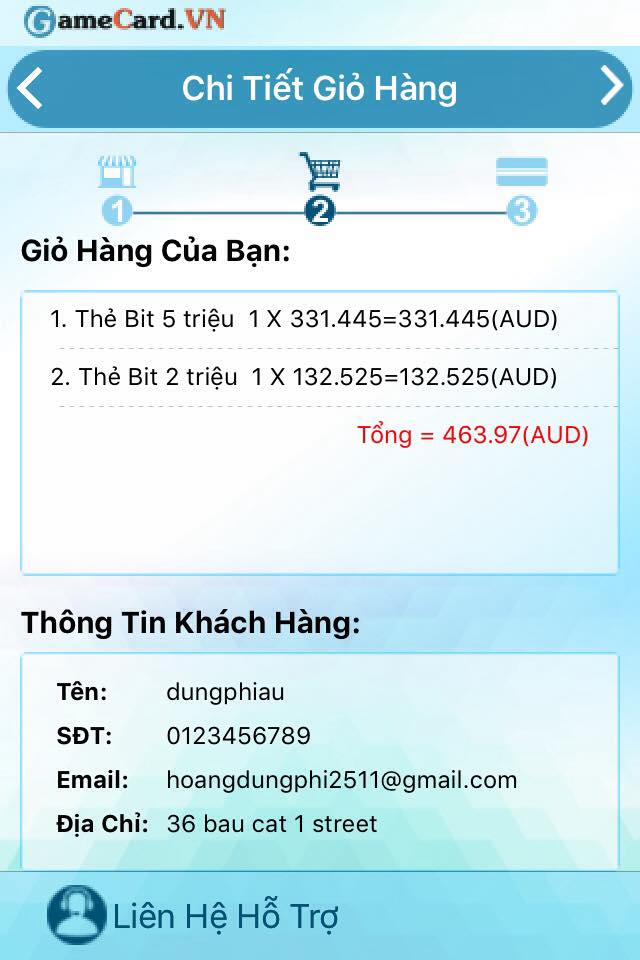 GameCard.VN
Chi Tiết Giỏ Hàng
1 2 3
Giỏ Hàng Của Bạn:
1. Thẻ Bit 5 triệu 1 X 331.445=331.445(AUD)
2. Thẻ Bit 2 triệu 1 X 132.525=132.525(AUD)
Tổng = 463.97(AUD)
Thông Tin Khách Hàng:
Tên: dungphiau
SĐT: 0123456789
Email: hoangdungphi2511@gmail.com
Địa Chỉ: 36 bau cat 1 street
Liên Hệ Hỗ Trợ